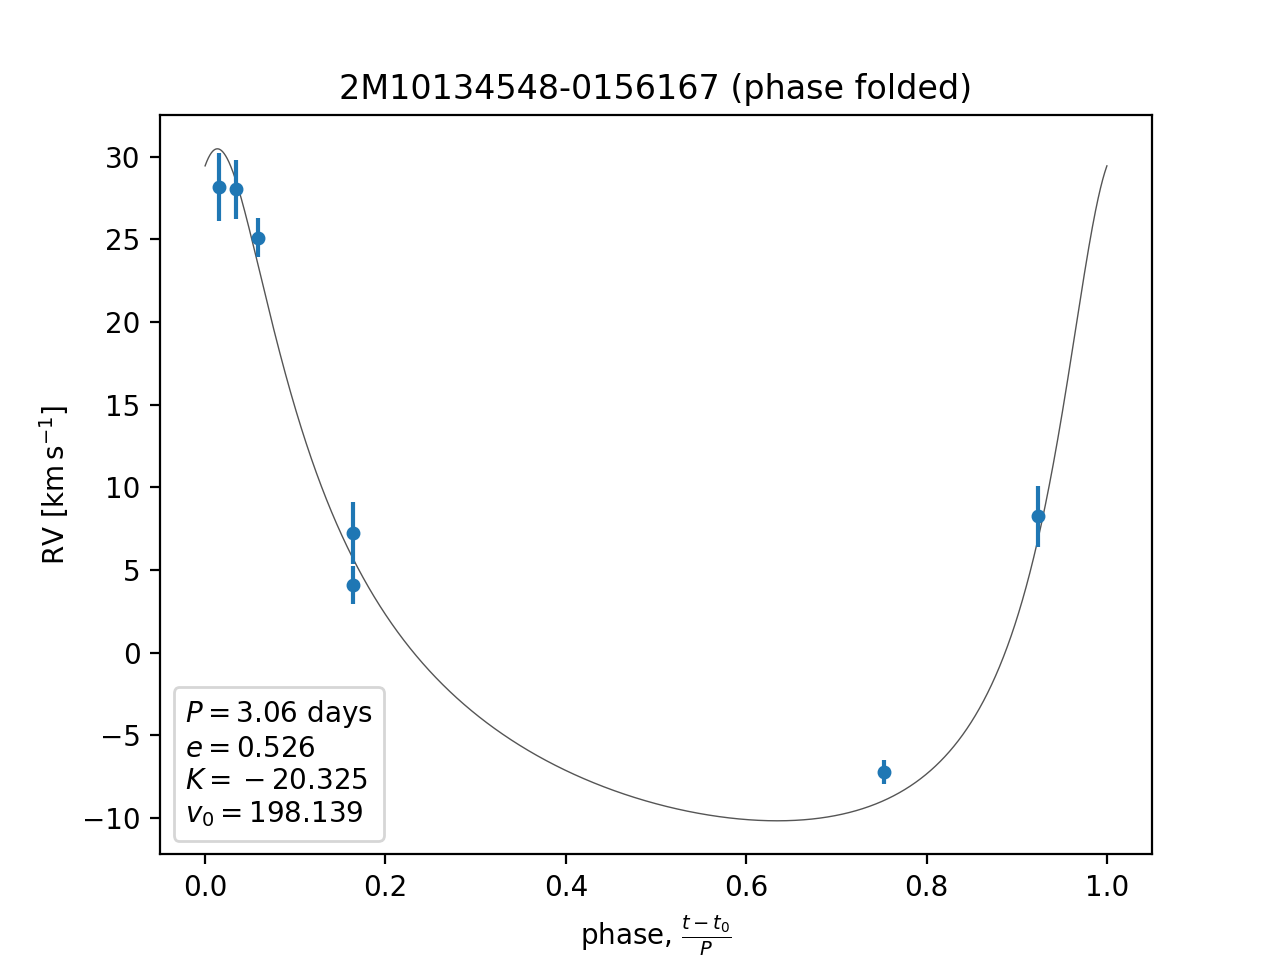 2M10134548-0156167 (phase folded)
RV [km s⁻¹]
30
25
20
15
10
5
0
−5
−10
P = 3.06 days
e = 0.526
K = −20.325
v₀ = 198.139
0.0 0.2 0.4 0.6 0.8 1.0
phase, (t − t₀)/P